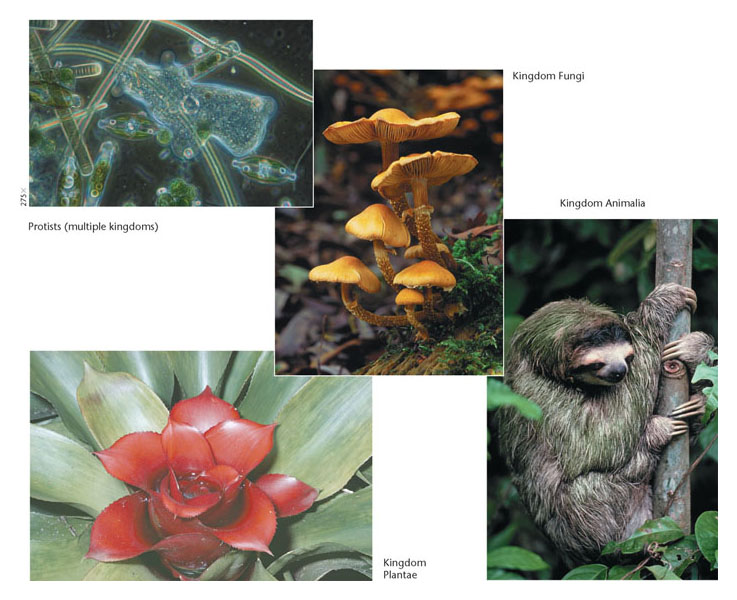 Kingdom Fungi
Kingdom Animalia
275×
Protists (multiple kingdoms)
Kingdom
Plantae